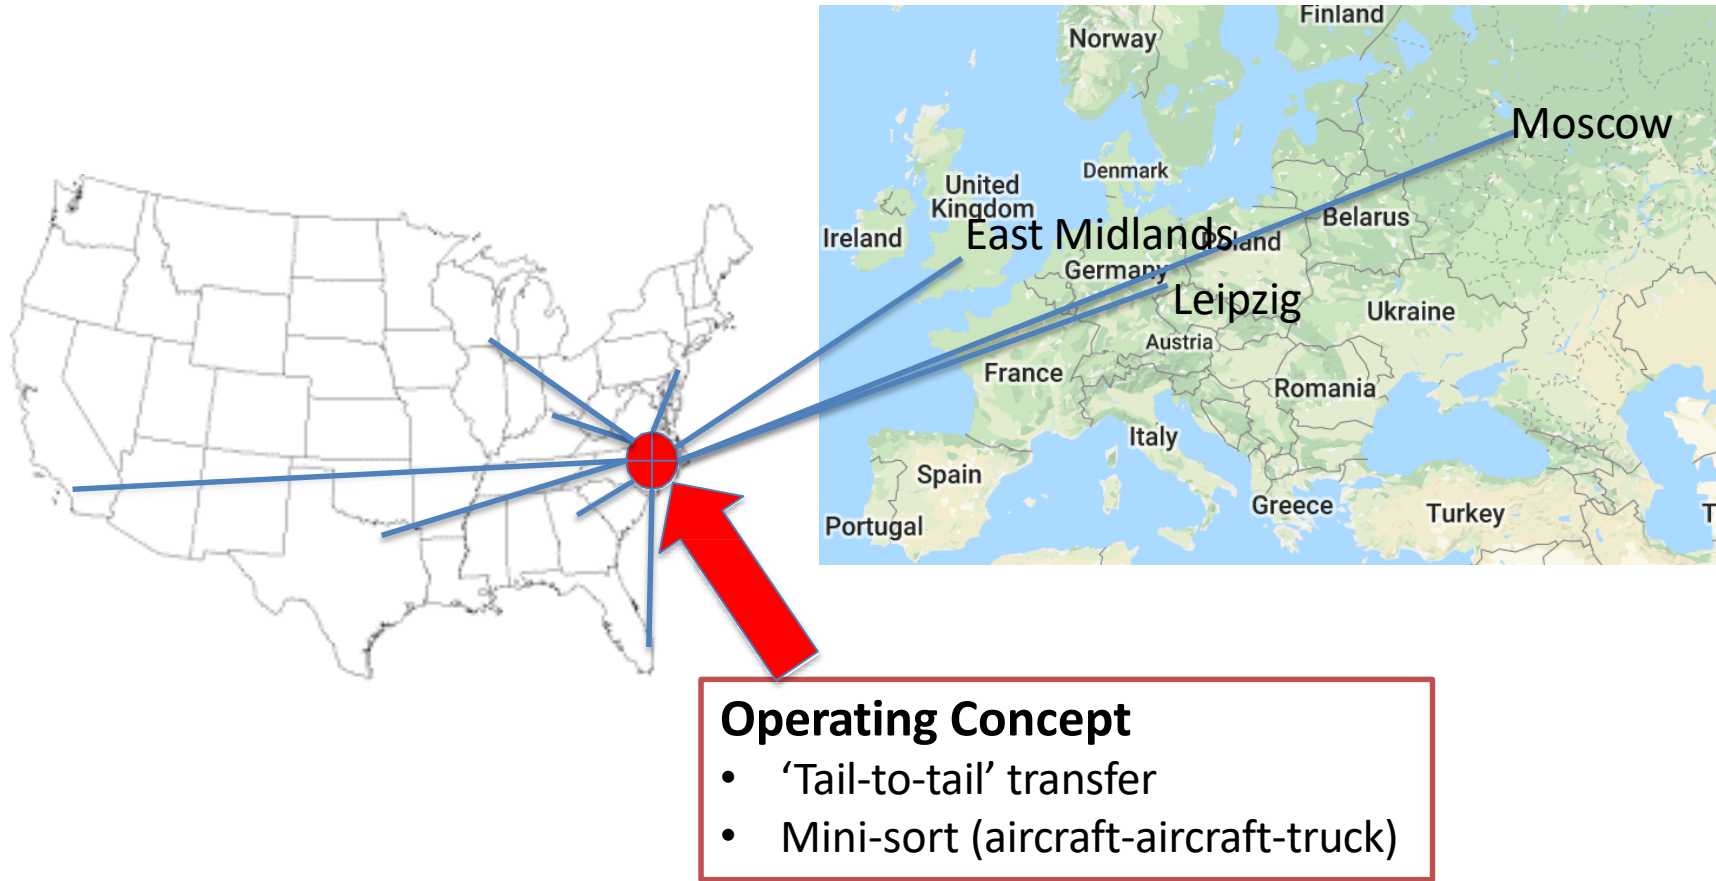 Finland
Norway
Moscow
Denmark
United
Kingdom
Ireland
East Midlands
Poland
Belarus
Germany
Leipzig
Ukraine
Austria
France
Romania
Italy
Spain
Greece
Turkey
Portugal
T
Operating Concept
• ‘Tail-to-tail’ transfer
• Mini-sort (aircraft-aircraft-truck)